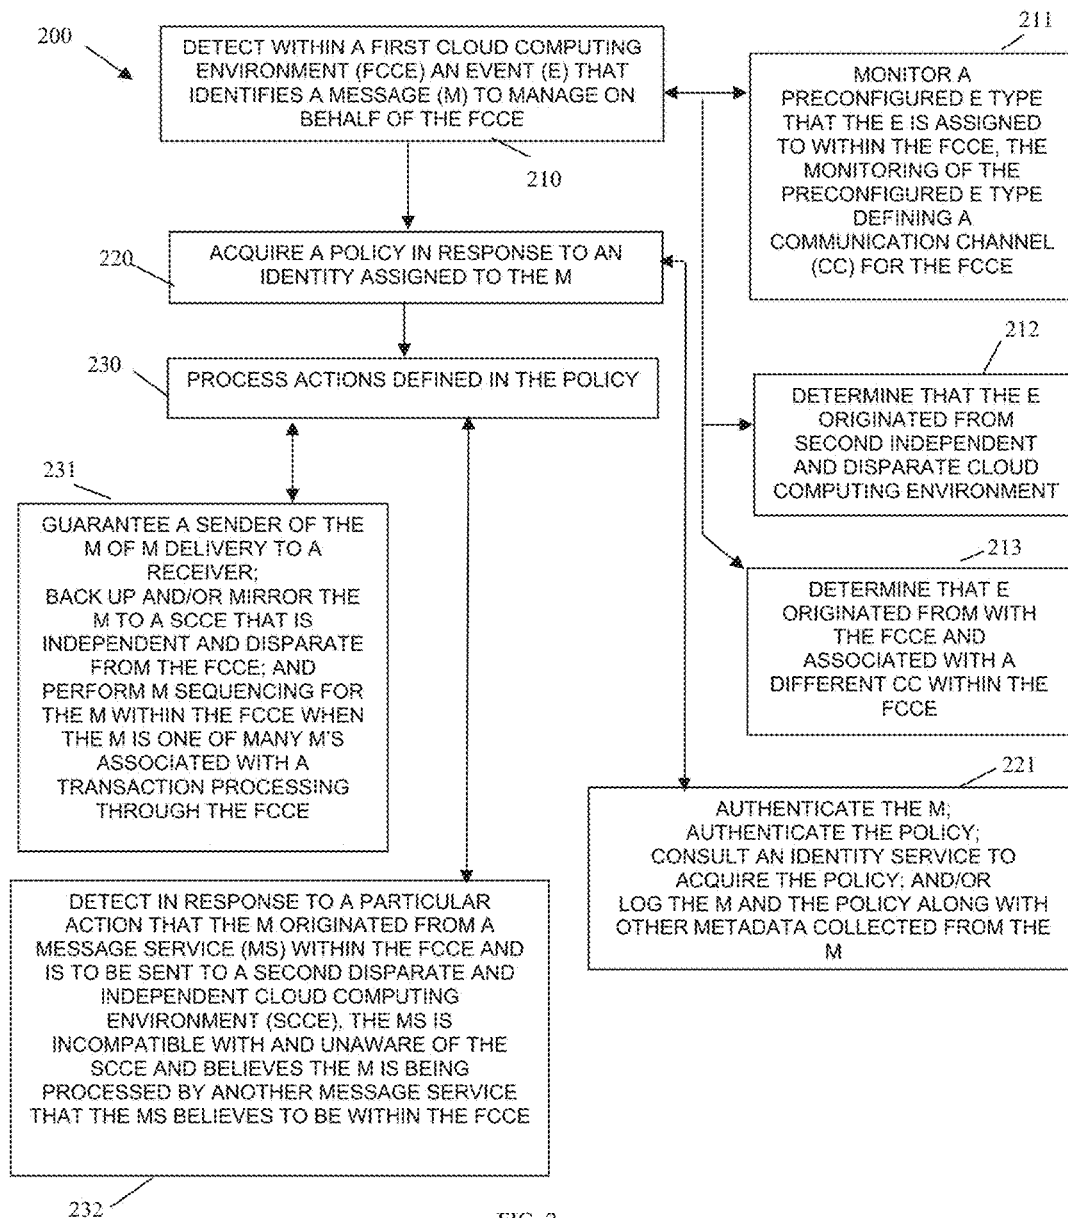 200
DETECT WITHIN A FIRST CLOUD COMPUTING
ENVIRONMENT (FCCE) AN EVENT (E) THAT
IDENTIFIES A MESSAGE (M) TO MANAGE ON
BEHALF OF THE FCCE
210
211
MONITOR A
PRECONFIGURED E TYPE
THAT THE E IS ASSIGNED
TO WITHIN THE FCCE, THE
MONITORING OF THE
PRECONFIGURED E TYPE
DEFINING A
COMMUNICATION CHANNEL
(CC) FOR THE FCCE
220
ACQUIRE A POLICY IN RESPONSE TO AN
IDENTITY ASSIGNED TO THE M
212
DETERMINE THAT THE E
ORIGINATED FROM
SECOND INDEPENDENT
AND DISPARATE CLOUD
COMPUTING ENVIRONMENT
230
PROCESS ACTIONS DEFINED IN THE POLICY
231
GUARANTEE A SENDER OF THE
M OF M DELIVERY TO A
RECEIVER;
BACK UP AND/OR MIRROR THE
M TO A SCCE THAT IS
INDEPENDENT AND DISPARATE
FROM THE FCCE; AND
PERFORM M SEQUENCING FOR
THE M WITHIN THE FCCE WHEN
THE M IS ONE OF MANY M'S
ASSOCIATED WITH A
TRANSACTION PROCESSING
THROUGH THE FCCE
213
DETERMINE THAT E
ORIGINATED FROM WITH
THE FCCE AND
ASSOCIATED WITH A
DIFFERENT CC WITHIN THE
FCCE
221
AUTHENTICATE THE M;
AUTHENTICATE THE POLICY;
CONSULT AN IDENTITY SERVICE TO
ACQUIRE THE POLICY; AND/OR
LOG THE M AND THE POLICY ALONG WITH
OTHER METADATA COLLECTED FROM THE
M
DETECT IN RESPONSE TO A PARTICULAR
ACTION THAT THE M ORIGINATED FROM A
MESSAGE SERVICE (MS) WITHIN THE FCCE AND
IS TO BE SENT TO A SECOND DISPARATE AND
INDEPENDENT CLOUD COMPUTING
ENVIRONMENT (SCCE), THE MS IS
INCOMPATIBLE WITH AND UNAWARE OF THE
SCCE AND BELIEVES THE M IS BEING
PROCESSED BY ANOTHER MESSAGE SERVICE
THAT THE MS BELIEVES TO BE WITHIN THE FCCE
232